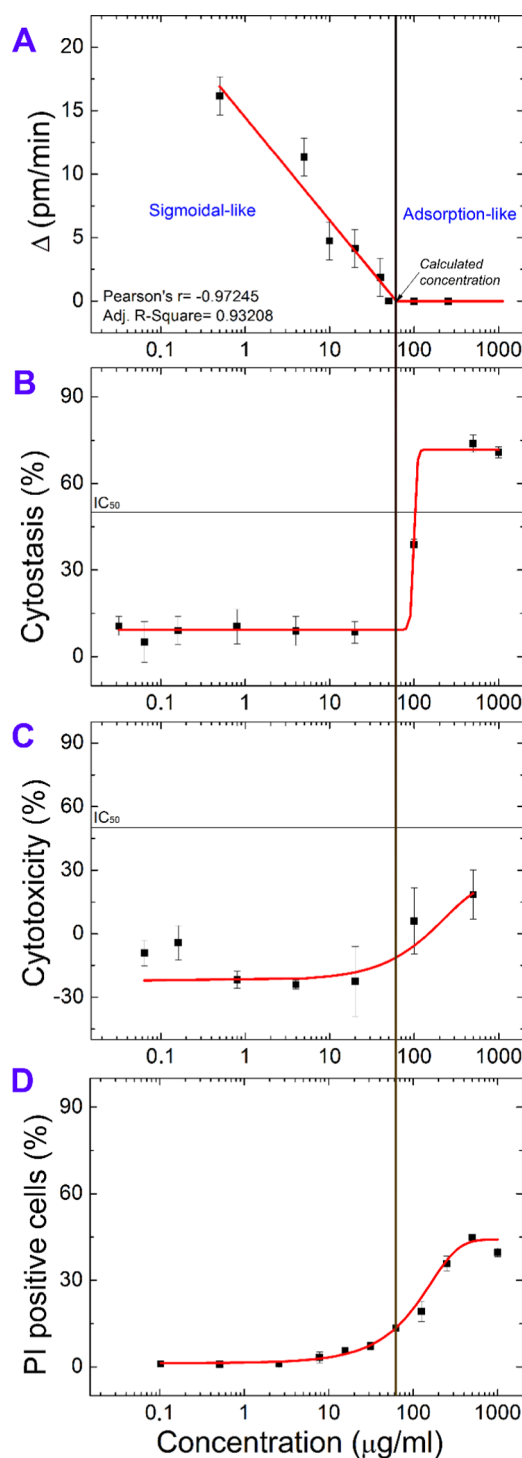 A
Δ (pm/min)
20
15
10
5
0
Sigmoidal-like
Adsorption-like
Calculated
concentration
Pearson's r= -0.97245
Adj. R-Square= 0.93208
0.1 1 10 100 1000
B
Cytostasis (%)
90
60
30
0
IC50
0.1 1 10 100 1000
C
Cytotoxicity (%)
90
60
30
0
-30
IC50
0.1 1 10 100 1000
D
PI positive cells (%)
90
60
30
0
0.1 1 10 100 1000
Concentration (μg/ml)